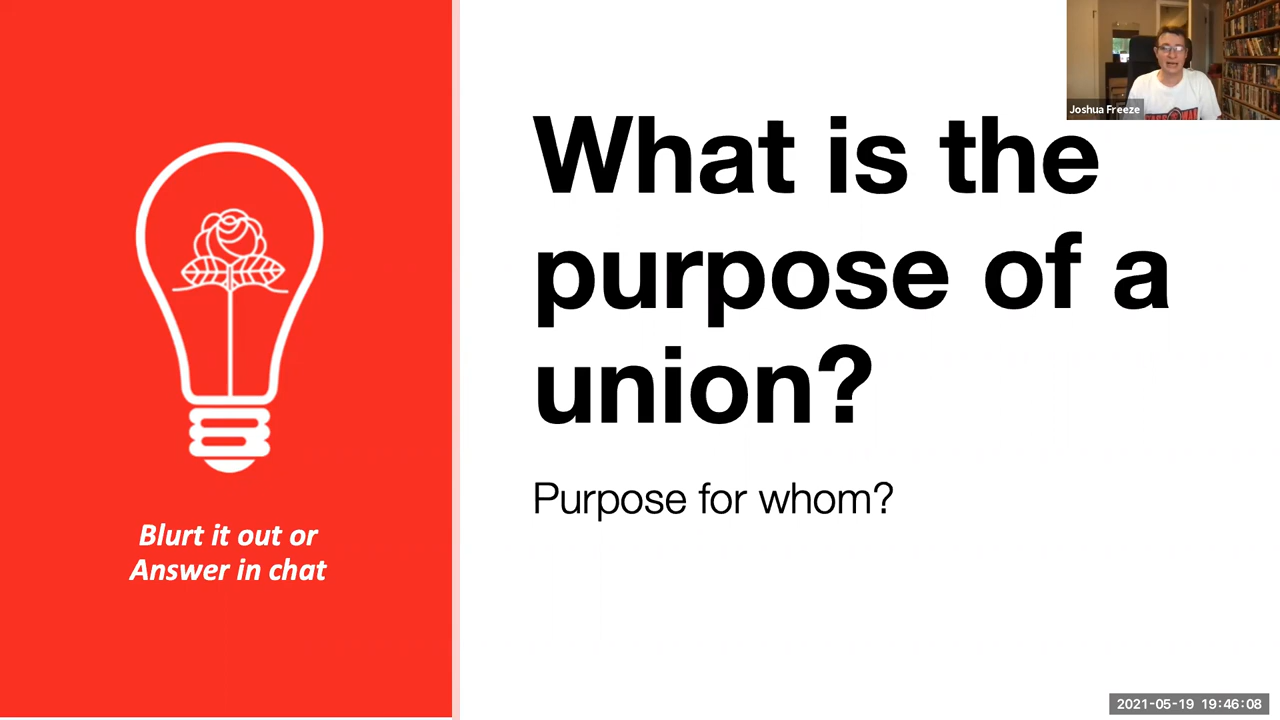 What is the
purpose of a
union?
Purpose for whom?
Blurt it out or
Answer in chat
Joshua Freeze
2021-05-19 19:46:08